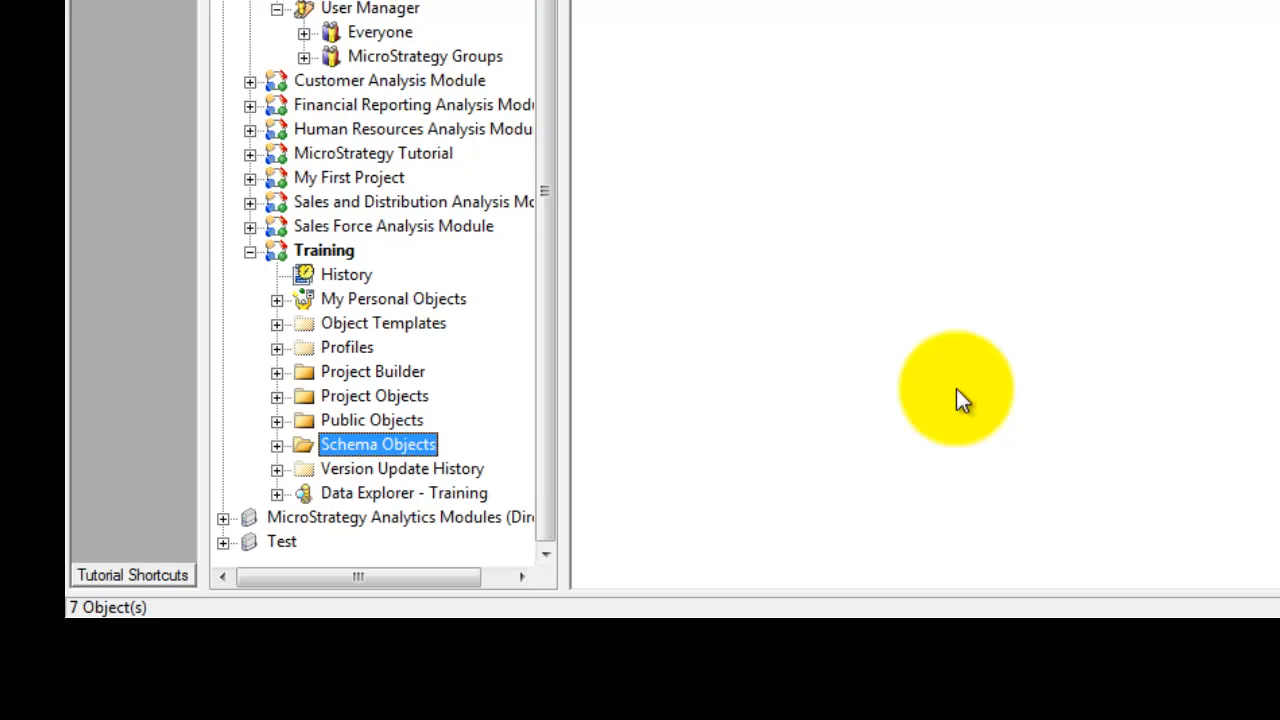 User Manager
Everyone
MicroStrategy Groups
Customer Analysis Module
Financial Reporting Analysis Modu
Human Resources Analysis Modu
MicroStrategy Tutorial
My First Project
Sales and Distribution Analysis Mo
Sales Force Analysis Module
Training
History
My Personal Objects
Object Templates
Profiles
Project Builder
Project Objects
Public Objects
Schema Objects
Version Update History
Data Explorer - Training
MicroStrategy Analytics Modules (Dire
Test
Tutorial Shortcuts
7 Object(s)